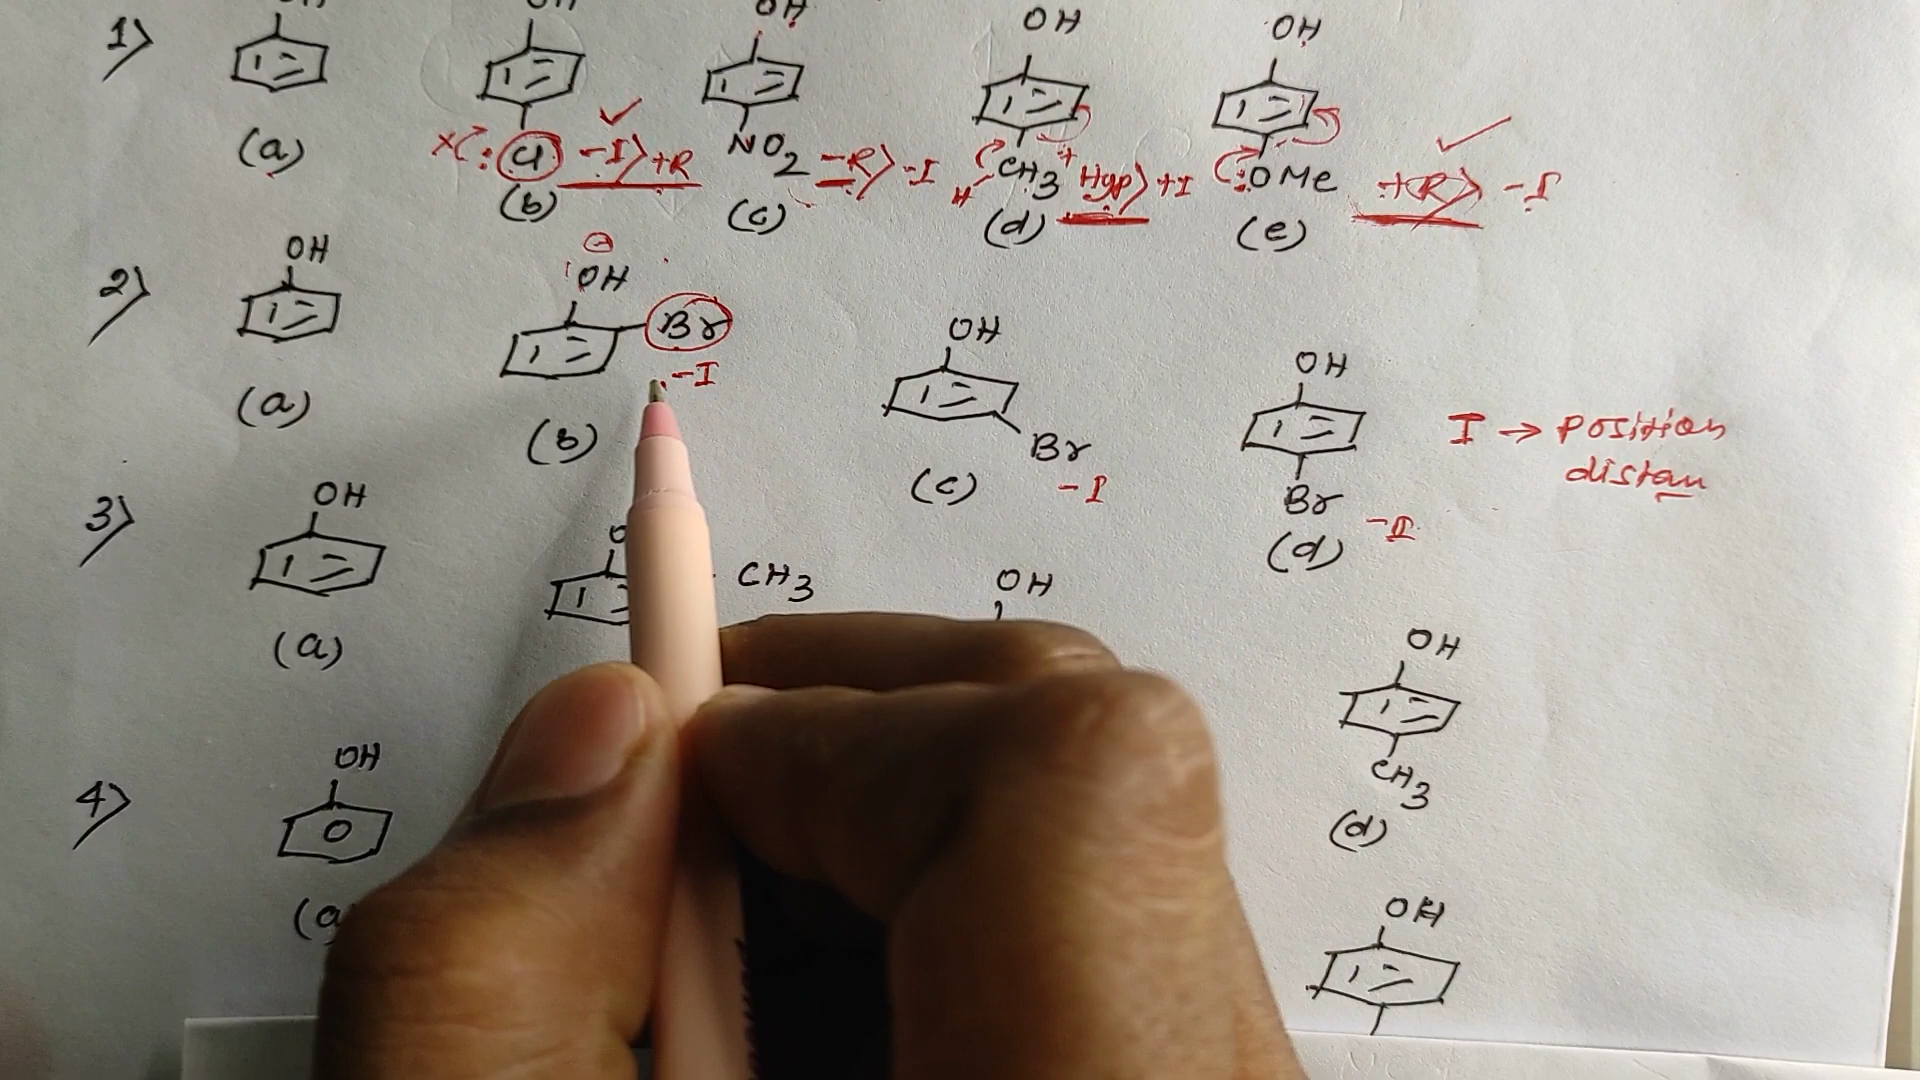 1) OH OH OH OH OH
(a) x : Cl -I > +R NO2 -R > -I H CH3 + Hyp > +I :OMe +R > -I
(b) (c) (d) (e)
2) OH OH Br OH OH
-I
(a) (b) Br Br I → Position
(c) -I -I distan
(d)
3) OH CH3 OH OH
(a) CH3
(d)
4) OH OH